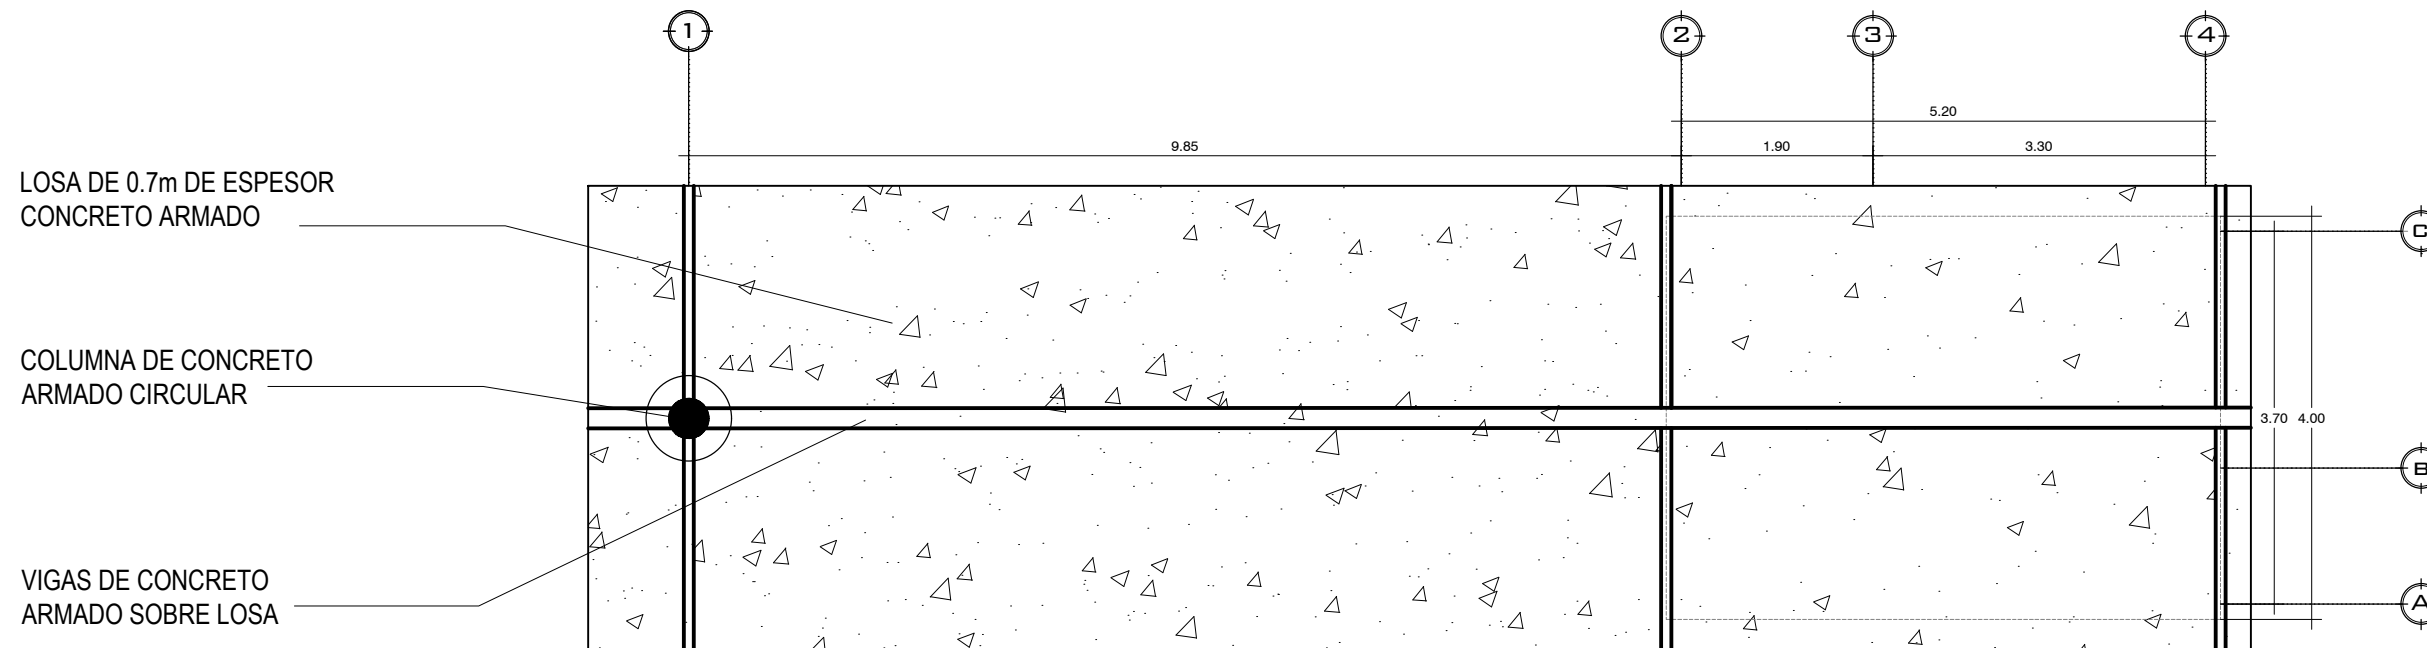 1
2
3
4
5.20
9.85
1.90
3.30
LOSA DE 0.7m DE ESPESOR
CONCRETO ARMADO
C
COLUMNA DE CONCRETO
ARMADO CIRCULAR
3.70
4.00
B
VIGAS DE CONCRETO
ARMADO SOBRE LOSA
A